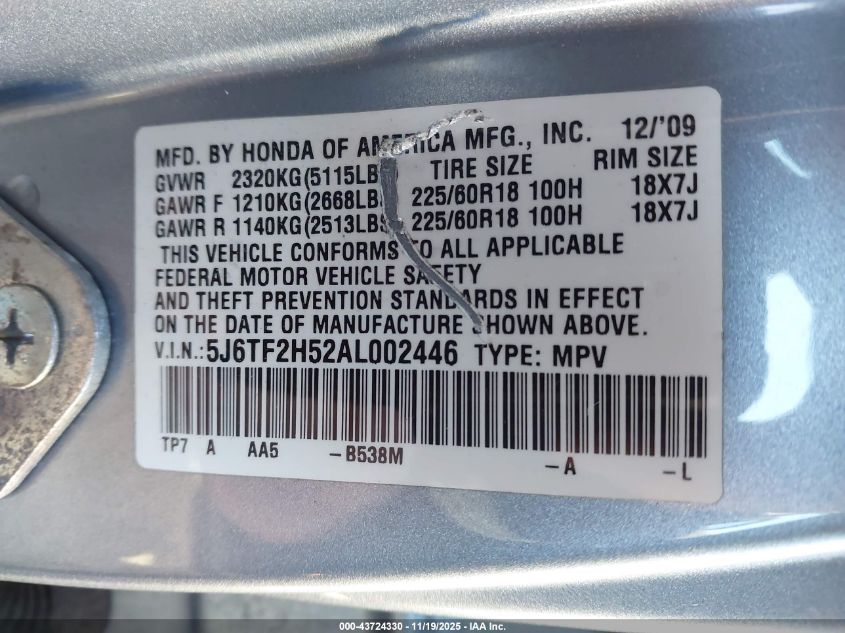 MFD. BY HONDA OF AMERICA MFG., INC. 12/'09
GVWR 2320KG(5115LB TIRE SIZE RIM SIZE
GAWR F 1210KG(2668LB 225/60R18 100H 18X7J
GAWR R 1140KG(2513LBS 225/60R18 100H 18X7J
THIS VEHICLE CONFORMS TO ALL APPLICABLE
FEDERAL MOTOR VEHICLE SAFETY
AND THEFT PREVENTION STANDARDS IN EFFECT
ON THE DATE OF MANUFACTURE SHOWN ABOVE.
V.I.N.:5J6TF2H52AL002446 TYPE: MPV
TP7 A AA5 -B538M -A -L
000-43724330 - 11/19/2025 - IAA Inc.